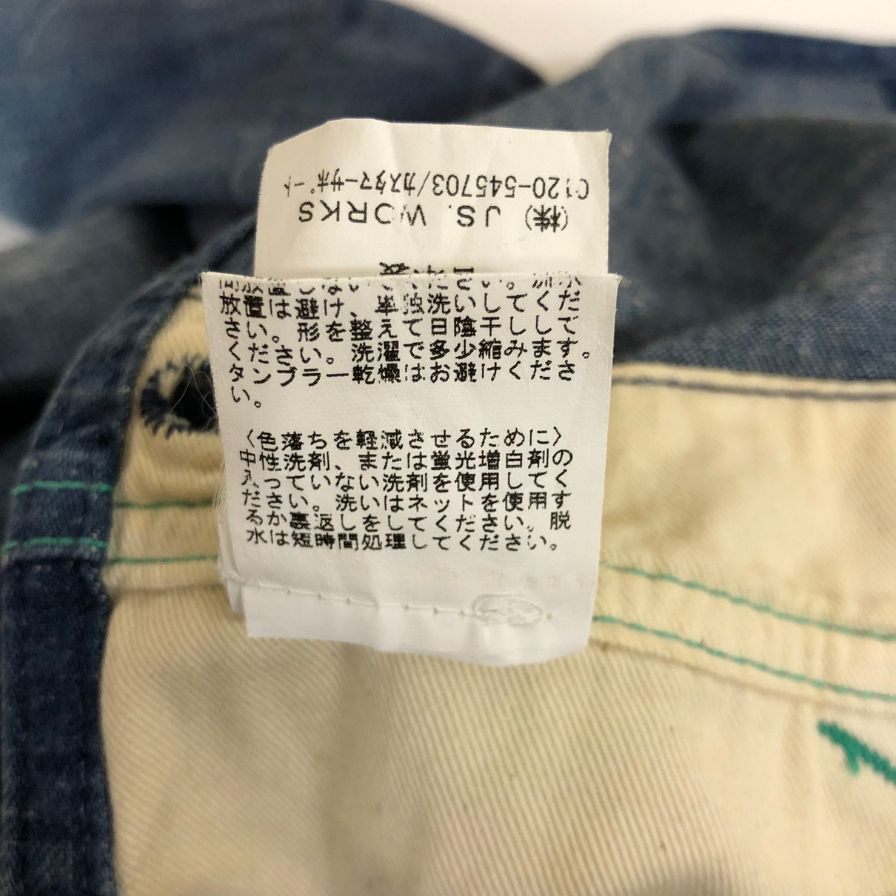 0120-545703/カスタマーサポート
(株) JS. WORKS
日本製
放置は避け、単独洗いしてくだ
さい。形を整えて日陰干ししで
ください。洗濯で多少縮みます。
タンブラー乾燥はお避けくださ
い。
〈色落ちを軽減させるために〉
中性洗剤、または蛍光増白剤の
入っていない洗剤を使用してく
ださい。洗いはネットを使用す
るか裏返しをしてください。脱
水は短時間処理してください。